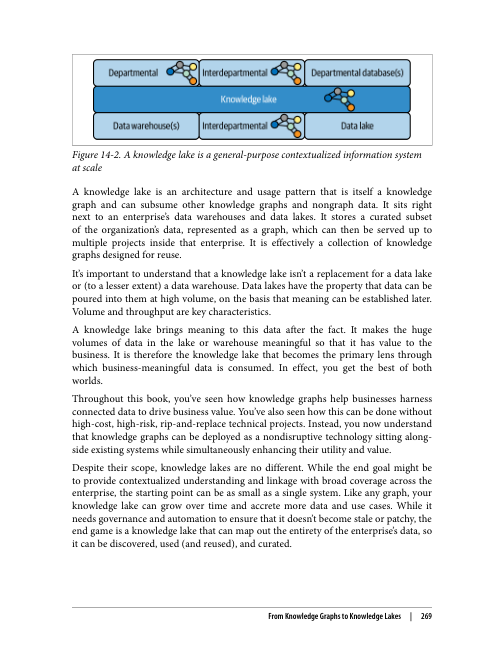 Departmental
Interdepartmental
Departmental database(s)
Knowledge lake
Data warehouse(s)
Interdepartmental
Data lake
Figure 14-2. A knowledge lake is a general-purpose contextualized information system
at scale
A knowledge lake is an architecture and usage pattern that is itself a knowledge
graph and can subsume other knowledge graphs and nongraph data. It sits right
next to an enterprise’s data warehouses and data lakes. It stores a curated subset
of the organization’s data, represented as a graph, which can then be served up to
multiple projects inside that enterprise. It is effectively a collection of knowledge
graphs designed for reuse.
It’s important to understand that a knowledge lake isn’t a replacement for a data lake
or (to a lesser extent) a data warehouse. Data lakes have the property that data can be
poured into them at high volume, on the basis that meaning can be established later.
Volume and throughput are key characteristics.
A knowledge lake brings meaning to this data after the fact. It makes the huge
volumes of data in the lake or warehouse meaningful so that it has value to the
business. It is therefore the knowledge lake that becomes the primary lens through
which business-meaningful data is consumed. In effect, you get the best of both
worlds.
Throughout this book, you’ve seen how knowledge graphs help businesses harness
connected data to drive business value. You’ve also seen how this can be done without
high-cost, high-risk, rip-and-replace technical projects. Instead, you now understand
that knowledge graphs can be deployed as a nondisruptive technology sitting along-
side existing systems while simultaneously enhancing their utility and value.
Despite their scope, knowledge lakes are no different. While the end goal might be
to provide contextualized understanding and linkage with broad coverage across the
enterprise, the starting point can be as small as a single system. Like any graph, your
knowledge lake can grow over time and accrete more data and use cases. While it
needs governance and automation to ensure that it doesn’t become stale or patchy, the
end game is a knowledge lake that can map out the entirety of the enterprise’s data, so
it can be discovered, used (and reused), and curated.
From Knowledge Graphs to Knowledge Lakes | 269